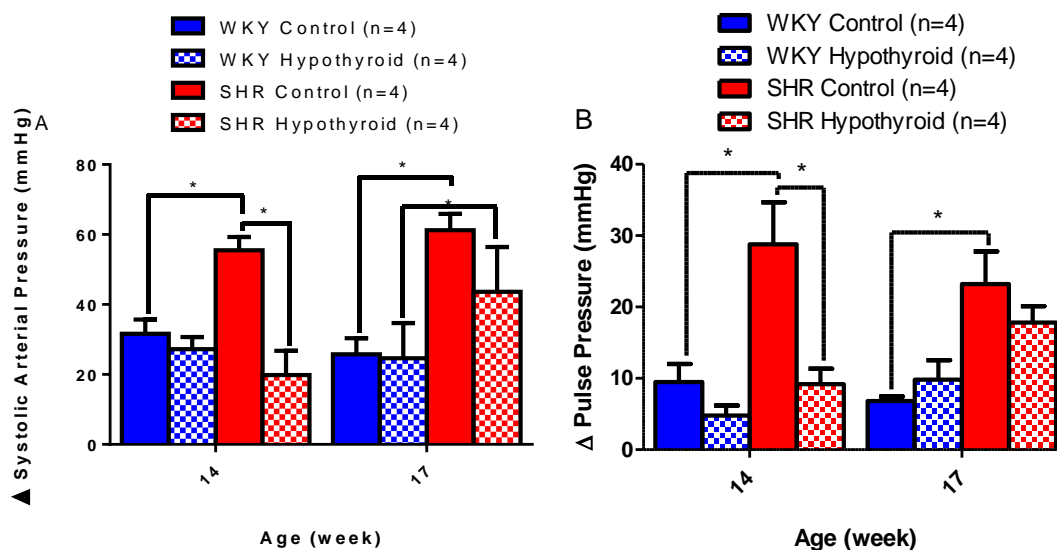 WKY Control (n=4)
WKY Hypothyroid (n=4)
SHR Control (n=4)
SHR Hypothyroid (n=4)
A
▲ Systolic Arterial Pressure (mmHg)
80
60
40
20
0
*
*
*
*
14
17
Age (week)
WKY Control (n=4)
WKY Hypothyroid (n=4)
SHR Control (n=4)
SHR Hypothyroid (n=4)
B
Δ Pulse Pressure (mmHg)
40
30
20
10
0
*
*
*
14
17
Age (week)